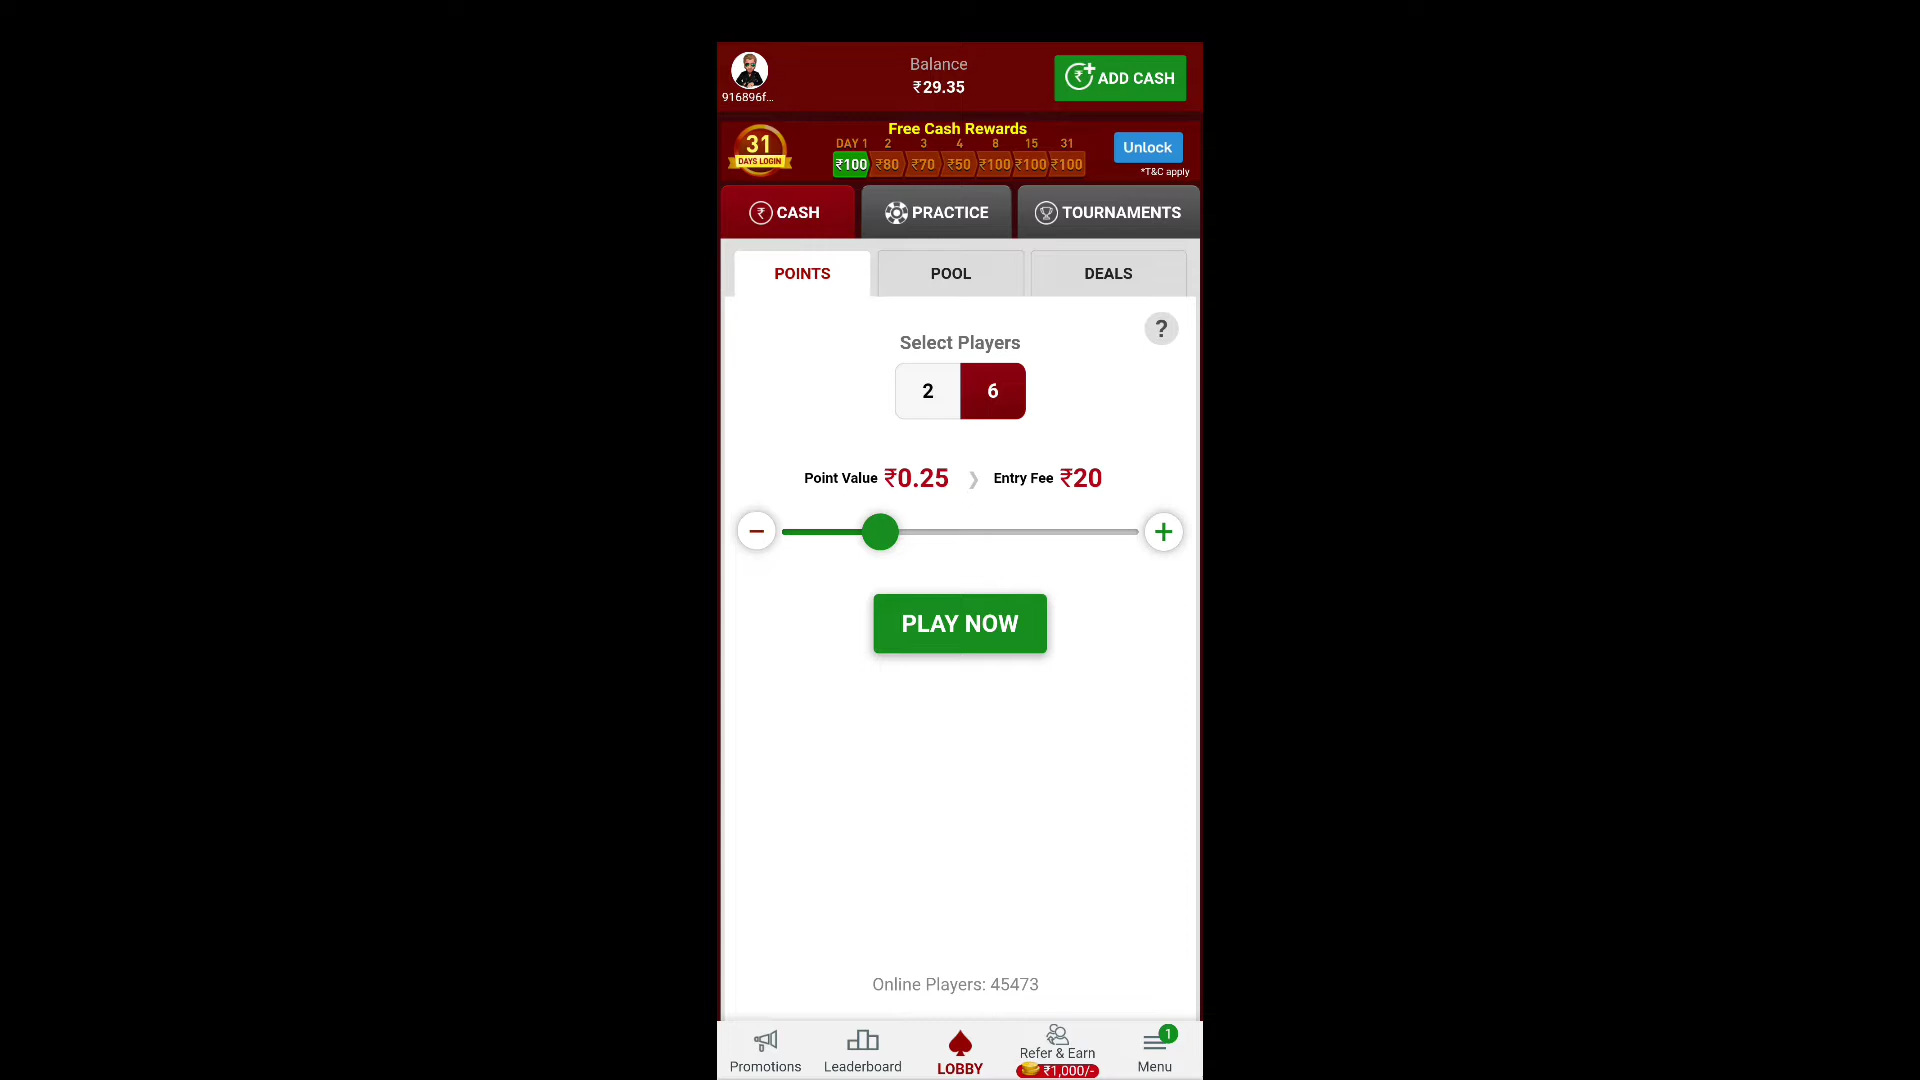 Balance
₹29.35
ADD CASH
916896f...
Free Cash Rewards
31
DAYS LOGIN
DAY 1 2 3 4 8 15 31
₹100 ₹80 ₹70 ₹50 ₹100 ₹100 ₹100
Unlock
*T&C apply
CASH PRACTICE TOURNAMENTS
POINTS POOL DEALS
?
Select Players
2 6
Point Value ₹0.25 Entry Fee ₹20
PLAY NOW
Online Players: 45473
1
Promotions Leaderboard LOBBY Refer & Earn Menu
₹1,000/-